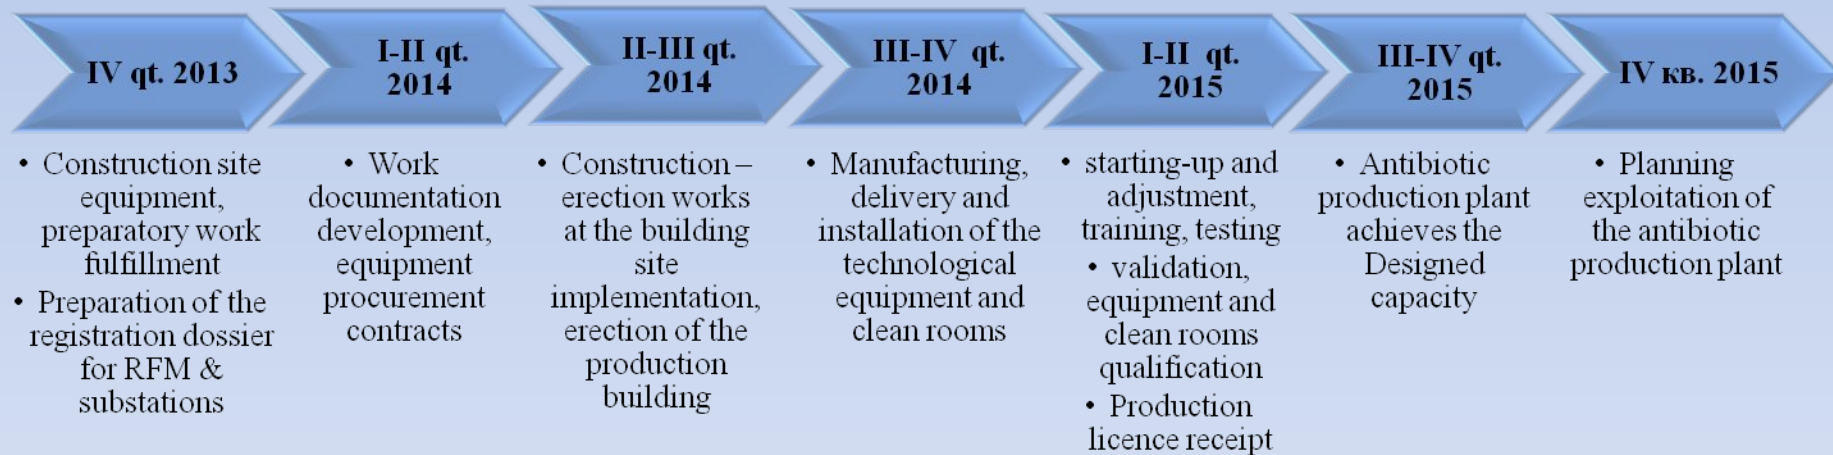 IV qt. 2013
• Construction site
equipment,
preparatory work
fulfillment
• Preparation of the
registration dossier
for RFM &
substations
I-II qt.
2014
• Work
documentation
development,
equipment
procurement
contracts
II-III qt.
2014
• Construction –
erection works
at the building
site
implementation,
erection of the
production
building
III-IV qt.
2014
• Manufacturing,
delivery and
installation of the
technological
equipment and
clean rooms
I-II qt.
2015
• starting-up and
adjustment,
training, testing
• validation,
equipment and
clean rooms
qualification
• Production
licence receipt
III-IV qt.
2015
• Antibiotic
production plant
achieves the
Designed
capacity
IV кв. 2015
• Planning
exploitation of
the antibiotic
production plant